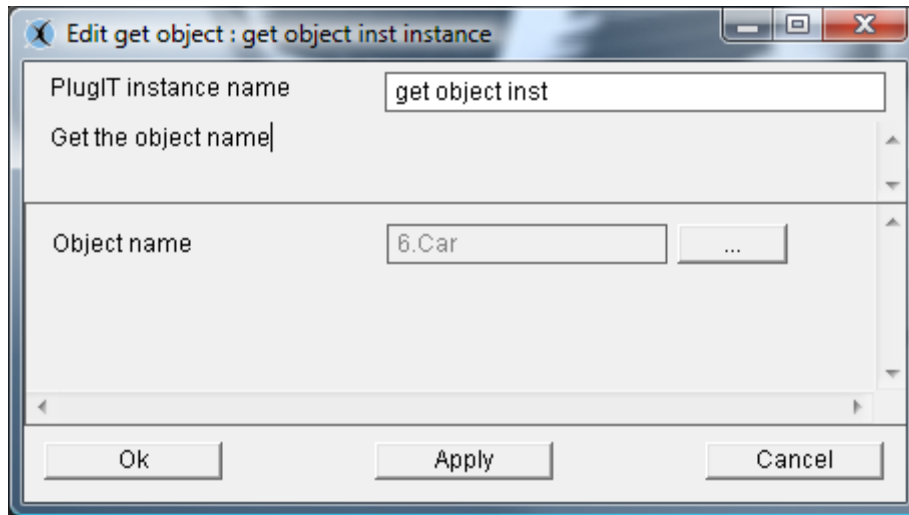 Edit get object : get object inst instance
PlugIT instance name
get object inst
Get the object name
Object name
6.Car
...
Ok
Apply
Cancel